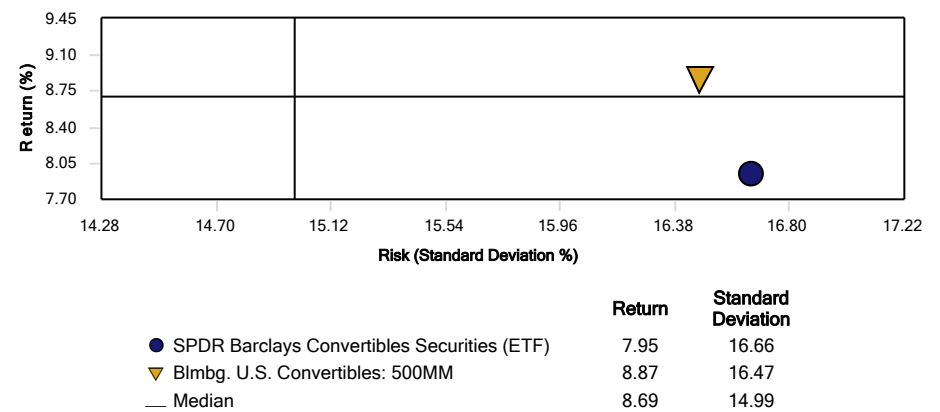 9.45
9.10
8.75
8.40
8.05
7.70
Return (%)
14.28 14.70 15.12 15.54 15.96 16.38 16.80 17.22
Risk (Standard Deviation %)
Return Standard Deviation
SPDR Barclays Convertibles Securities (ETF) 7.95 16.66
Blmbg. U.S. Convertibles: 500MM 8.87 16.47
Median 8.69 14.99